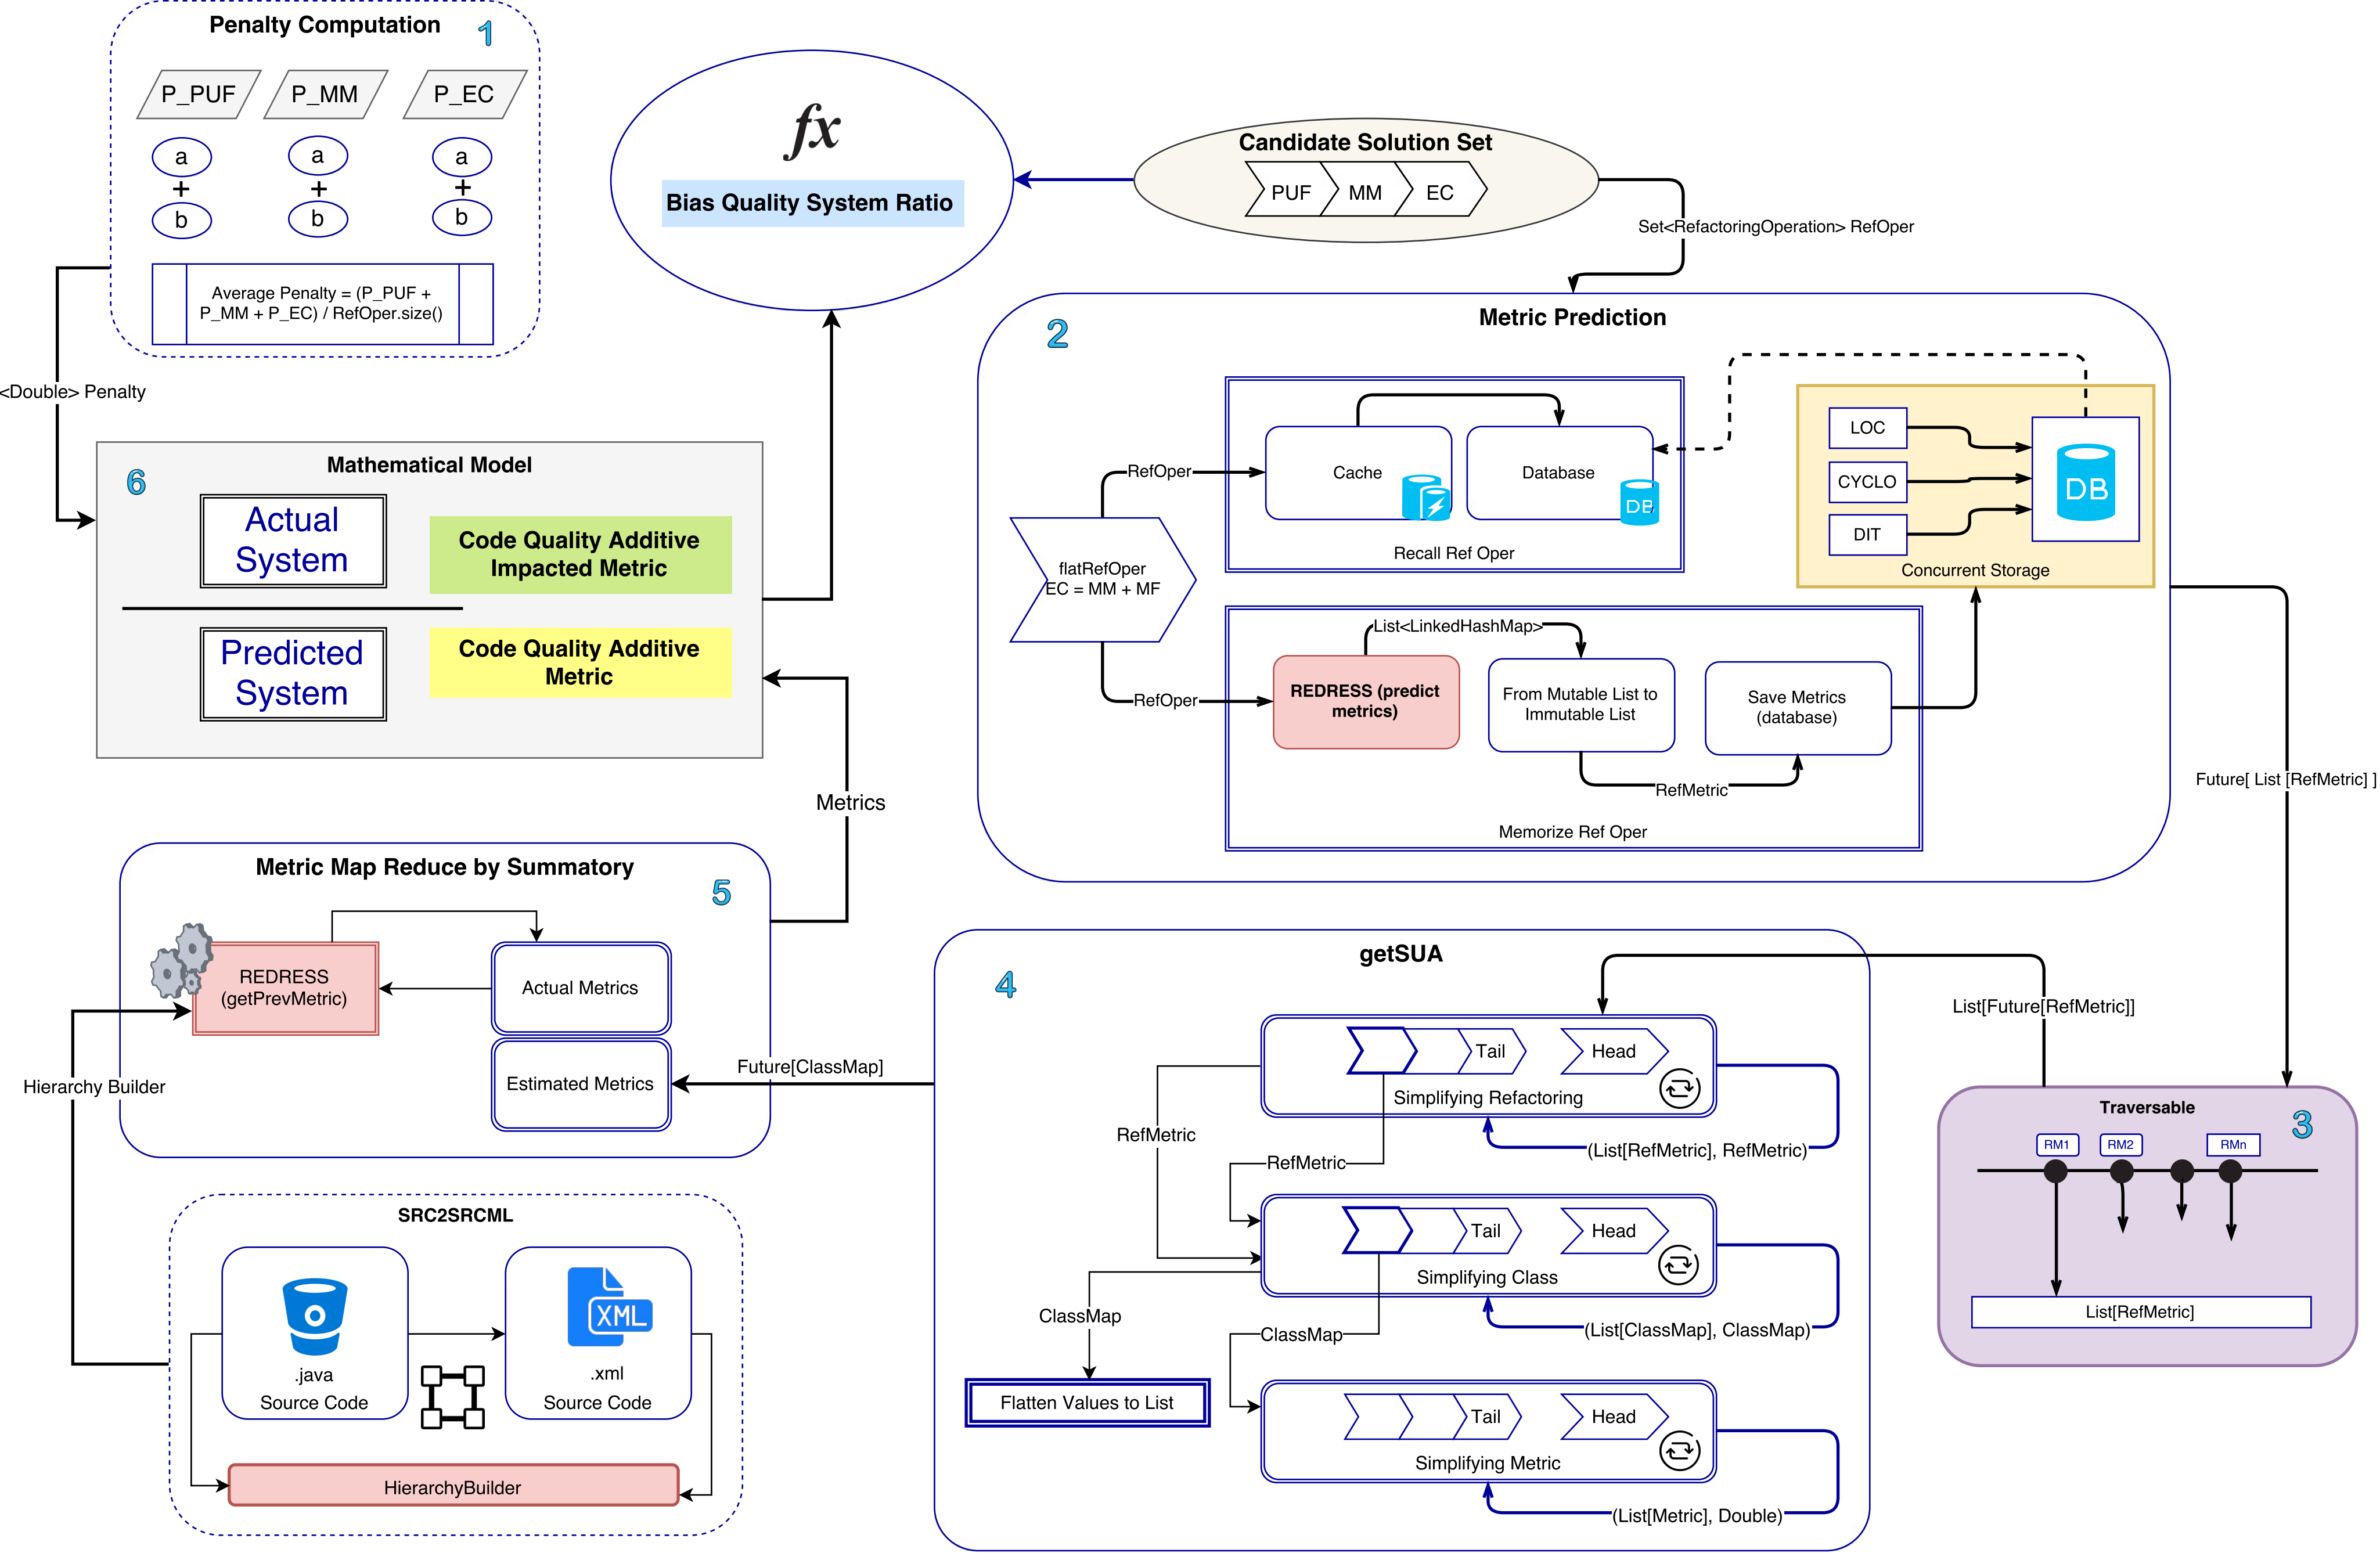 Penalty Computation
1
P_PUF
P_MM
P_EC
a
a
a
+
+
+
b
b
b
Average Penalty = (P_PUF +
P_MM + P_EC) / RefOper.size()
<Double> Penalty
fx
Bias Quality System Ratio
Candidate Solution Set
PUF
MM
EC
Set<RefactoringOperation> RefOper
2
Metric Prediction
flatRefOper
EC = MM + MF
RefOper
RefOper
Cache
Database
DB
Recall Ref Oper
LOC
CYCLO
DIT
DB
Concurrent Storage
List<LinkedHashMap>
REDRESS (predict
metrics)
From Mutable List to
Immutable List
Save Metrics
(database)
RefMetric
Memorize Ref Oper
Future[ List [RefMetric] ]
Traversable
3
RM1
RM2
RMn
List[RefMetric]
List[Future[RefMetric]]
getSUA
4
Tail
Head
Simplifying Refactoring
(List[RefMetric], RefMetric)
RefMetric
RefMetric
Tail
Head
Simplifying Class
(List[ClassMap], ClassMap)
ClassMap
ClassMap
Flatten Values to List
Tail
Head
Simplifying Metric
(List[Metric], Double)
Future[ClassMap]
Metric Map Reduce by Summatory
5
REDRESS
(getPrevMetric)
Actual Metrics
Estimated Metrics
Hierarchy Builder
Metrics
Mathematical Model
6
Actual
System
Code Quality Additive
Impacted Metric
Predicted
System
Code Quality Additive
Metric
SRC2SRCML
.java
Source Code
XML
.xml
Source Code
HierarchyBuilder